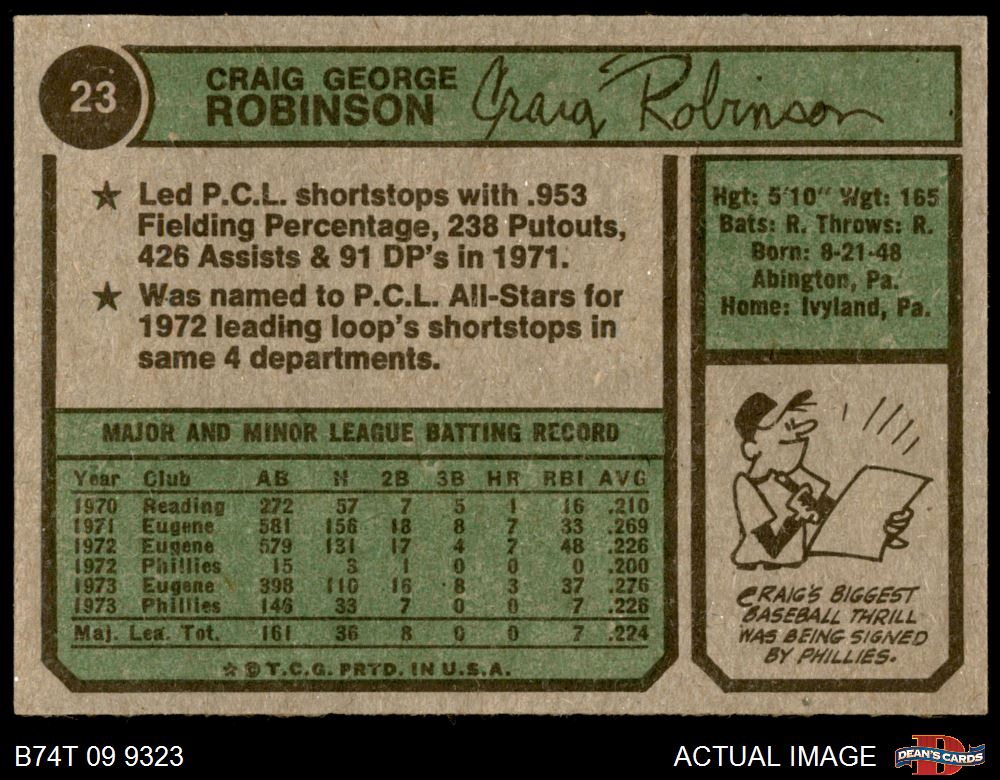 23
CRAIG GEORGE
ROBINSON
Craig Robinson
★ Led P.C.L. shortstops with .953
Fielding Percentage, 238 Putouts,
426 Assists & 91 DP's in 1971.
★ Was named to P.C.L. All-Stars for
1972 leading loop's shortstops in
same 4 departments.
Hgt: 5'10" Wgt: 165
Bats: R. Throws: R.
Born: 8-21-48
Abington, Pa.
Home: Ivyland, Pa.
MAJOR AND MINOR LEAGUE BATTING RECORD
Year Club AB H 2B 3B HR RBI AVG
1970 Reading 272 57 7 5 1 16 .210
1971 Eugene 581 156 18 8 7 33 .269
1972 Eugene 579 131 17 4 7 48 .226
1972 Phillies 15 3 1 0 0 0 .200
1973 Eugene 398 110 16 8 3 37 .276
1973 Phillies 146 33 7 0 0 7 .226
Maj. Lea. Tot. 161 36 8 0 0 7 .224
☆ © T.C.G. PRTD. IN U.S.A.
CRAIG'S BIGGEST
BASEBALL THRILL
WAS BEING SIGNED
BY PHILLIES.
B74T 09 9323
ACTUAL IMAGE
D
DEAN'S CARDS